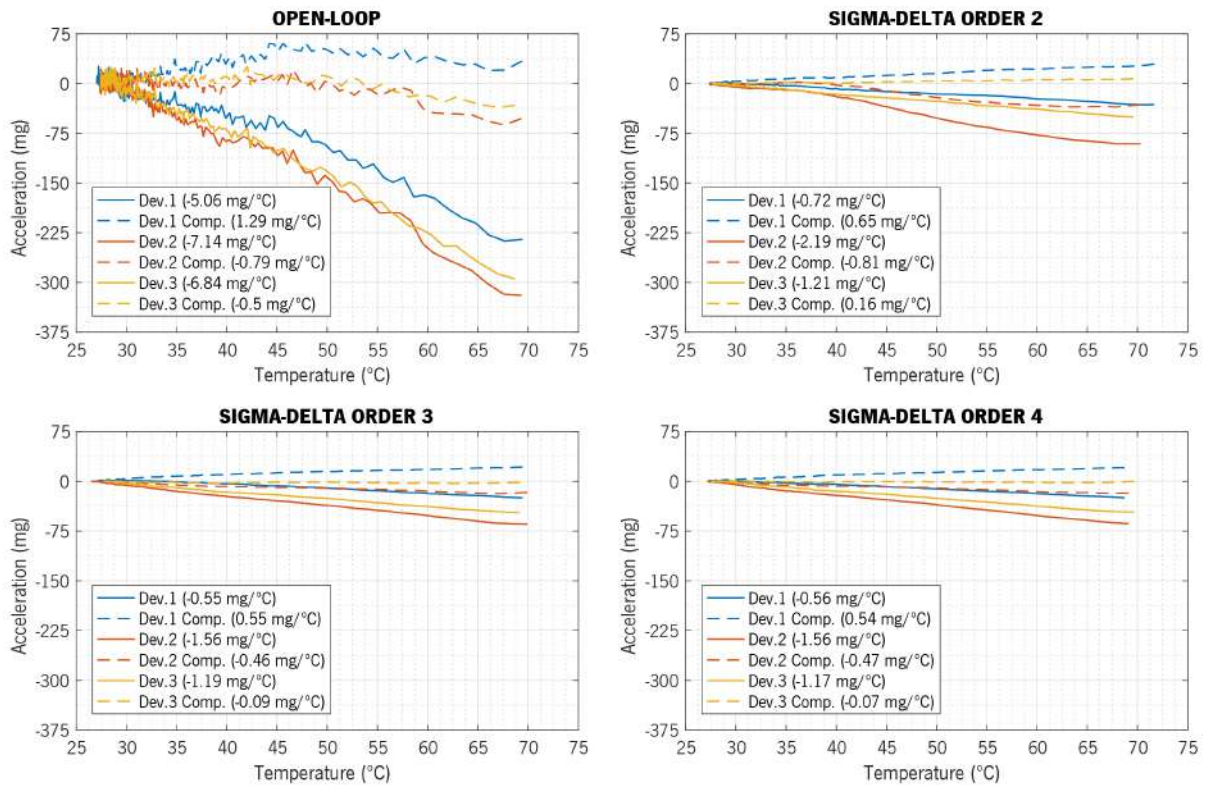 OPEN-LOOP
75
0
-75
-150
-225
-300
-375
Acceleration (mg)
Dev.1 (-5.06 mg/°C)
Dev.1 Comp. (1.29 mg/°C)
Dev.2 (-7.14 mg/°C)
Dev.2 Comp. (-0.79 mg/°C)
Dev.3 (-6.84 mg/°C)
Dev.3 Comp. (-0.5 mg/°C)
25 30 35 40 45 50 55 60 65 70 75
Temperature (°C)
SIGMA-DELTA ORDER 2
75
0
-75
-150
-225
-300
-375
Acceleration (mg)
Dev.1 (-0.72 mg/°C)
Dev.1 Comp. (0.65 mg/°C)
Dev.2 (-2.19 mg/°C)
Dev.2 Comp. (-0.81 mg/°C)
Dev.3 (-1.21 mg/°C)
Dev.3 Comp. (0.16 mg/°C)
25 30 35 40 45 50 55 60 65 70 75
Temperature (°C)
SIGMA-DELTA ORDER 3
75
0
-75
-150
-225
-300
-375
Acceleration (mg)
Dev.1 (-0.55 mg/°C)
Dev.1 Comp. (0.55 mg/°C)
Dev.2 (-1.56 mg/°C)
Dev.2 Comp. (-0.46 mg/°C)
Dev.3 (-1.19 mg/°C)
Dev.3 Comp. (-0.09 mg/°C)
25 30 35 40 45 50 55 60 65 70 75
Temperature (°C)
SIGMA-DELTA ORDER 4
75
0
-75
-150
-225
-300
-375
Acceleration (mg)
Dev.1 (-0.56 mg/°C)
Dev.1 Comp. (0.54 mg/°C)
Dev.2 (-1.56 mg/°C)
Dev.2 Comp. (-0.47 mg/°C)
Dev.3 (-1.17 mg/°C)
Dev.3 Comp. (-0.07 mg/°C)
25 30 35 40 45 50 55 60 65 70 75
Temperature (°C)